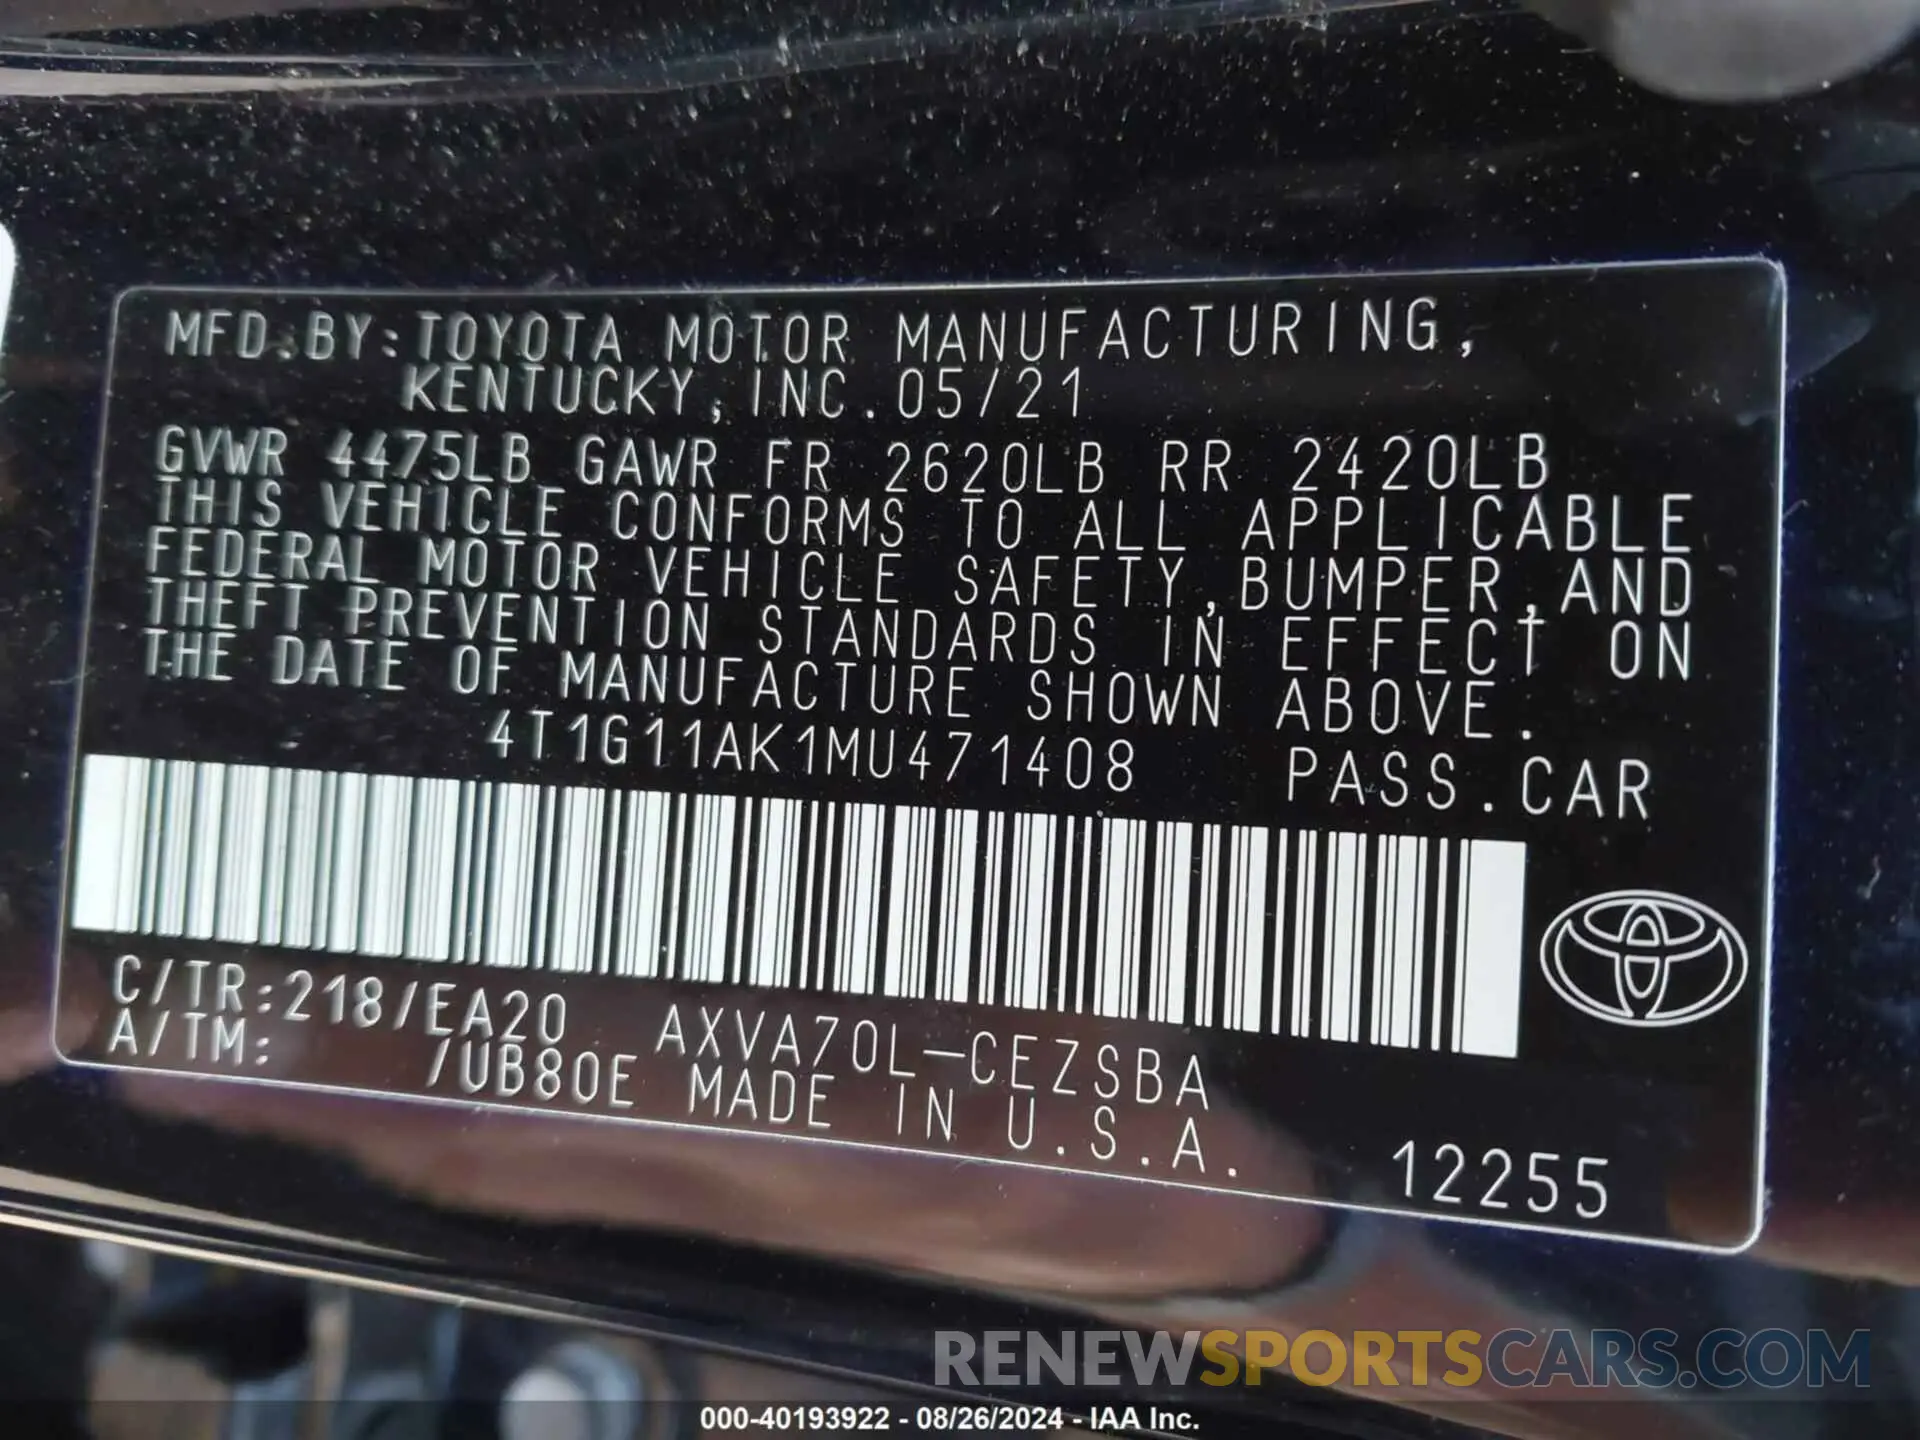 MFD.BY:TOYOTA MOTOR MANUFACTURING,
KENTUCKY, INC. 05/21
GVWR 4475LB GAWR FR 2620LB RR 2420LB
THIS VEHICLE CONFORMS TO ALL APPLICABLE
FEDERAL MOTOR VEHICLE SAFETY,BUMPER,AND
THEFT PREVENTION STANDARDS IN EFFECT ON
THE DATE OF MANUFACTURE SHOWN ABOVE.
4T1G11AK1MU471408 PASS.CAR
C/TR:218/EA20 AXVA70L-CEZSBA
A/TM: /UB80E MADE IN U.S.A.
12255
RENEWSPORTSCARS.COM
000-40193922 - 08/26/2024 - IAA Inc.